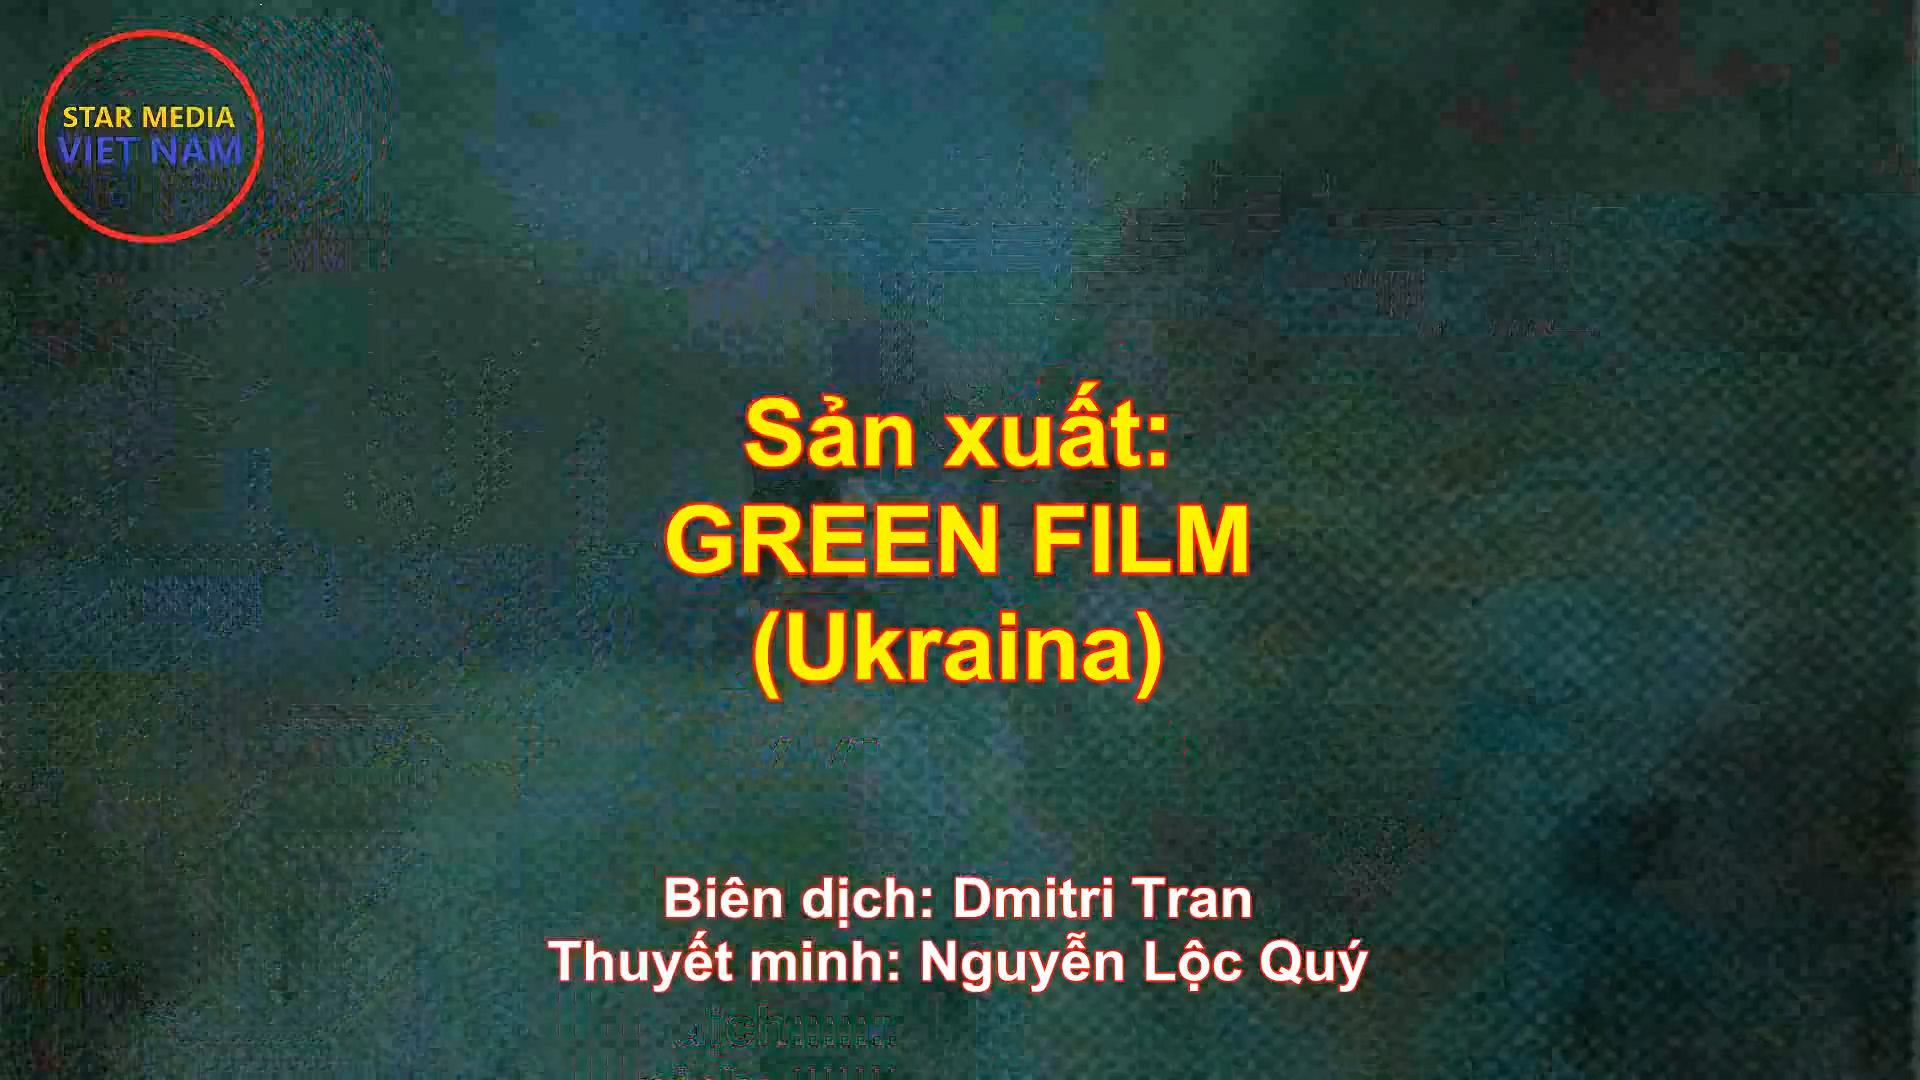 STAR MEDIA
VIET NAM
Sản xuất:
GREEN FILM
(Ukraina)
Biên dịch: Dmitri Tran
Thuyết minh: Nguyễn Lộc Quý